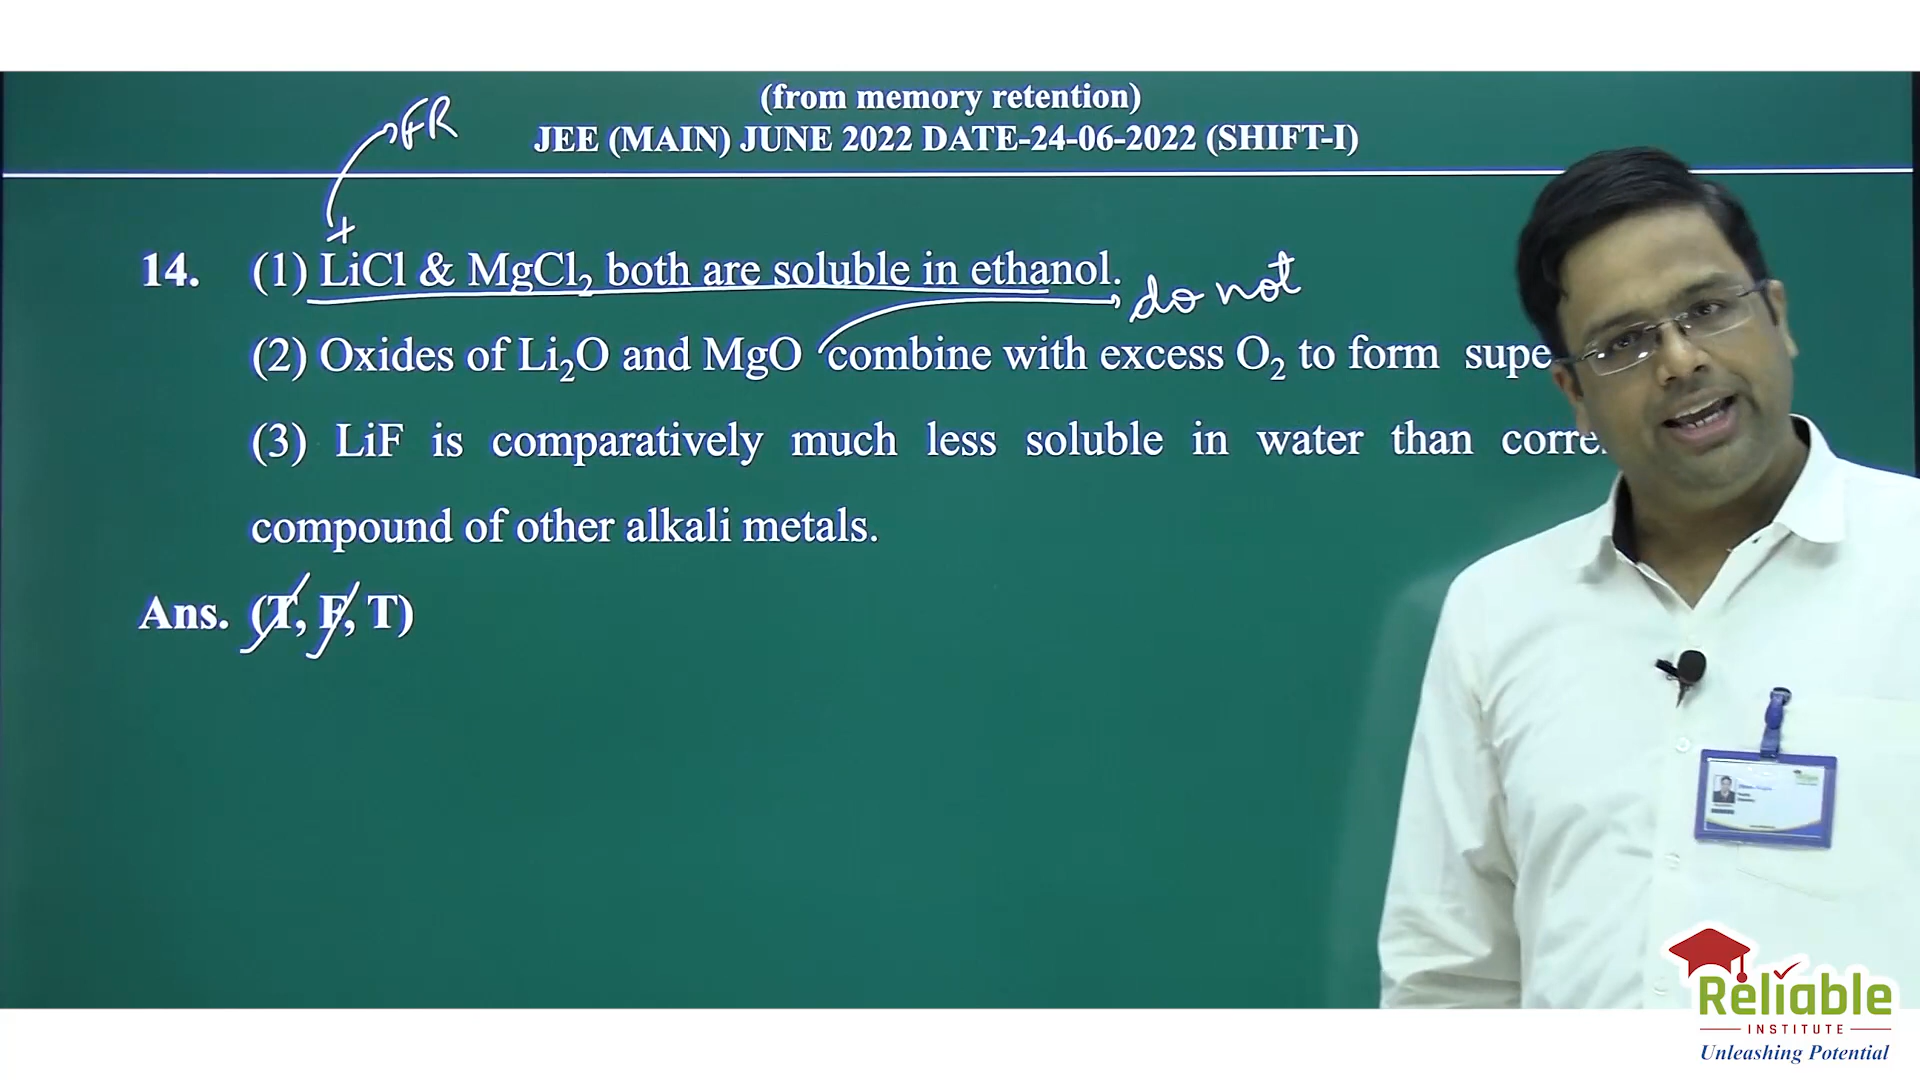 (from memory retention)
JEE (MAIN) JUNE 2022 DATE-24-06-2022 (SHIFT-I)
+
14. (1) LiCl & MgCl₂ both are soluble in ethanol.
do not
(2) Oxides of Li₂O and MgO combine with excess O₂ to form supe
(3) LiF is comparatively much less soluble in water than corre
compound of other alkali metals.
Ans. (T, F, T)
Reliable
INSTITUTE
Unleashing Potential